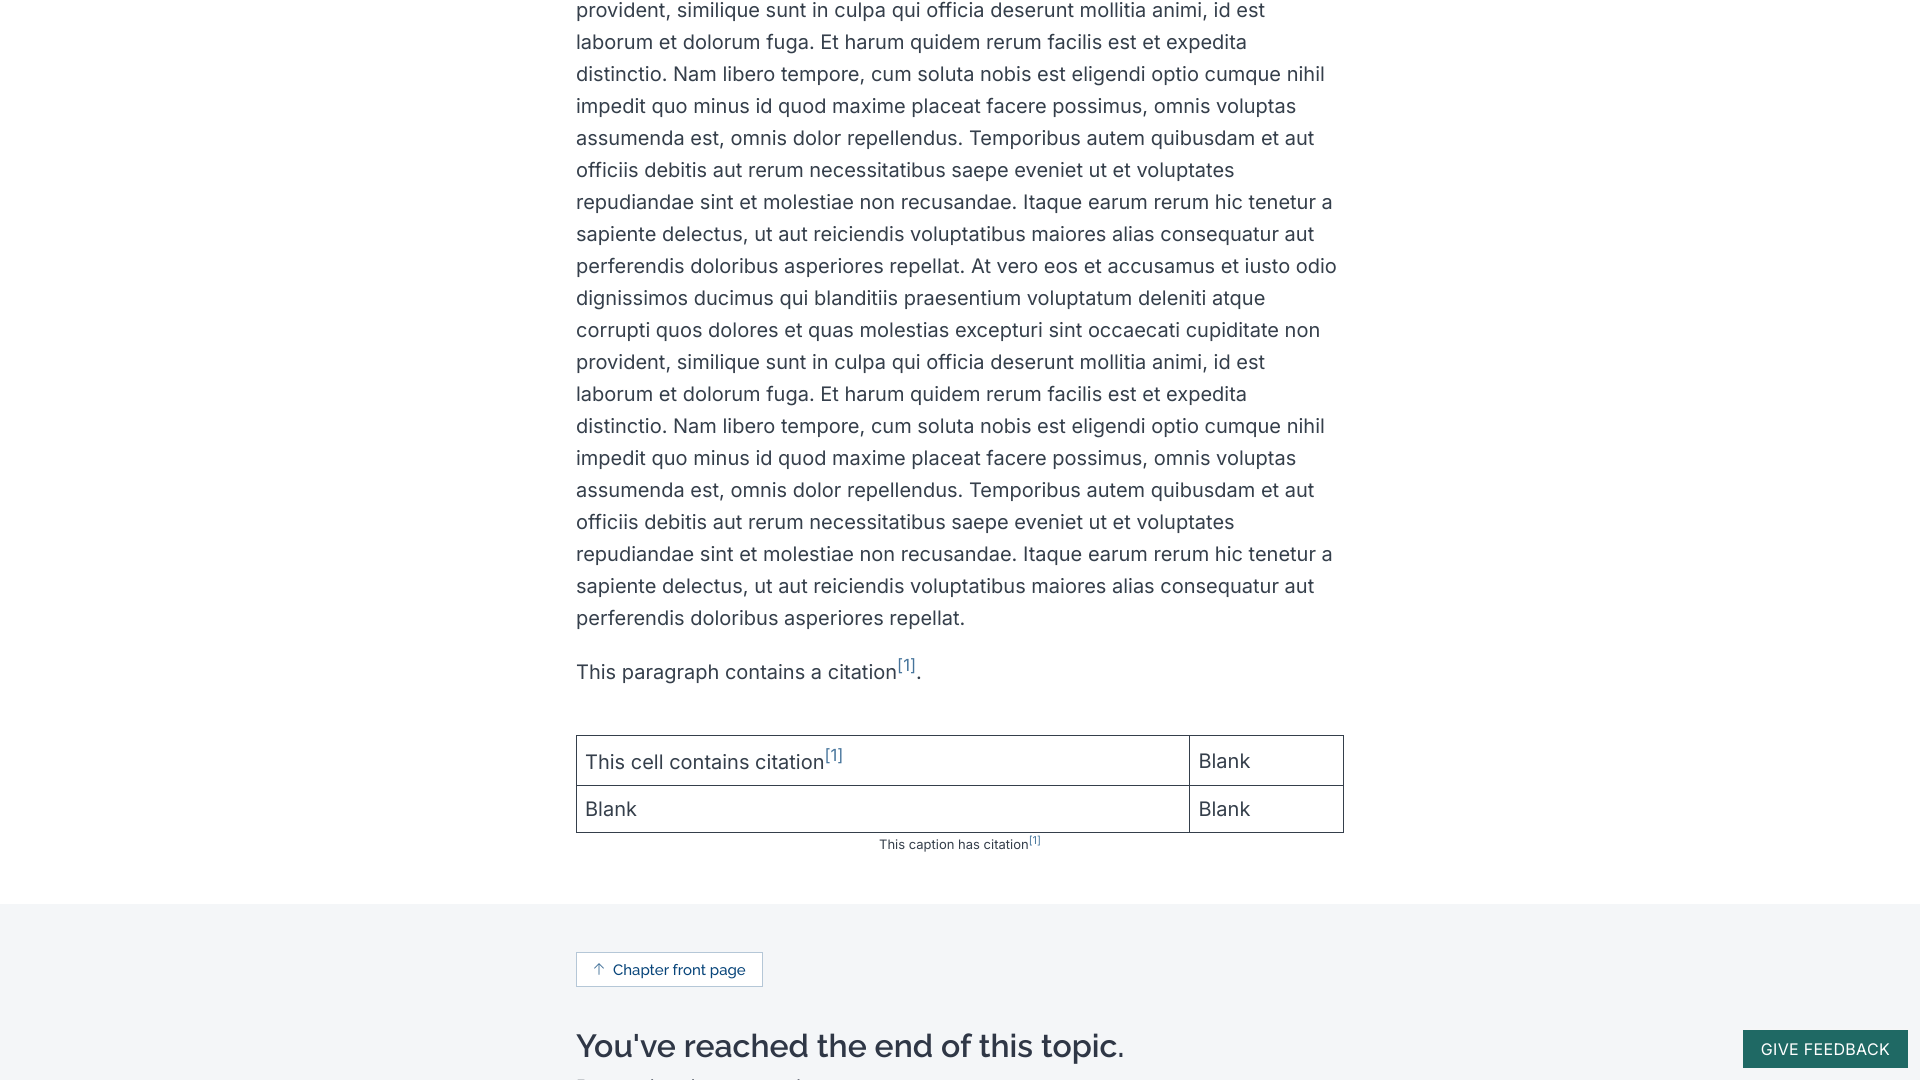 provident, similique sunt in culpa qui officia deserunt mollitia animi, id est
laborum et dolorum fuga. Et harum quidem rerum facilis est et expedita
distinctio. Nam libero tempore, cum soluta nobis est eligendi optio cumque nihil
impedit quo minus id quod maxime placeat facere possimus, omnis voluptas
assumenda est, omnis dolor repellendus. Temporibus autem quibusdam et aut
officiis debitis aut rerum necessitatibus saepe eveniet ut et voluptates
repudiandae sint et molestiae non recusandae. Itaque earum rerum hic tenetur a
sapiente delectus, ut aut reiciendis voluptatibus maiores alias consequatur aut
perferendis doloribus asperiores repellat. At vero eos et accusamus et iusto odio
dignissimos ducimus qui blanditiis praesentium voluptatum deleniti atque
corrupti quos dolores et quas molestias excepturi sint occaecati cupiditate non
provident, similique sunt in culpa qui officia deserunt mollitia animi, id est
laborum et dolorum fuga. Et harum quidem rerum facilis est et expedita
distinctio. Nam libero tempore, cum soluta nobis est eligendi optio cumque nihil
impedit quo minus id quod maxime placeat facere possimus, omnis voluptas
assumenda est, omnis dolor repellendus. Temporibus autem quibusdam et aut
officiis debitis aut rerum necessitatibus saepe eveniet ut et voluptates
repudiandae sint et molestiae non recusandae. Itaque earum rerum hic tenetur a
sapiente delectus, ut aut reiciendis voluptatibus maiores alias consequatur aut
perferendis doloribus asperiores repellat.
This paragraph contains a citation[1].
This cell contains citation[1] Blank
Blank Blank
This caption has citation[1]
↑ Chapter front page
You've reached the end of this topic.
GIVE FEEDBACK